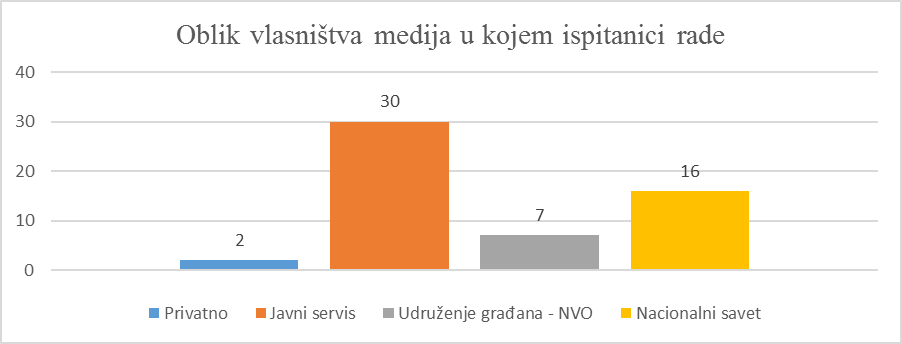 Oblik vlasništva medija u kojem ispitanici rade
40
30
20
10
0
2
30
7
16
Privatno
Javni servis
Udruženje građana - NVO
Nacionalni savet